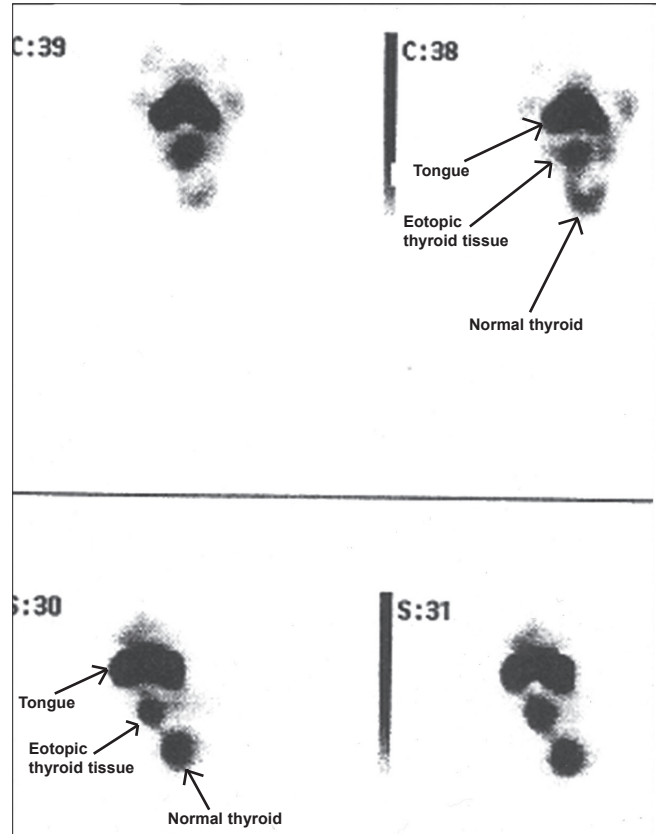 C:39
C:38
Tongue
Eotopic
thyroid tissue
Normal thyroid
S:30
S:31
Tongue
Eotopic
thyroid tissue
Normal thyroid